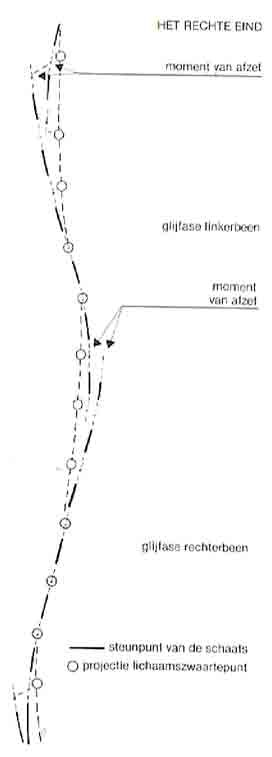 HET RECHTE EIND
moment van afzet
glijfase linkerbeen
moment
van afzet
glijfase rechterbeen
steunpunt van de schaats
projectie lichaamszwaartepunt